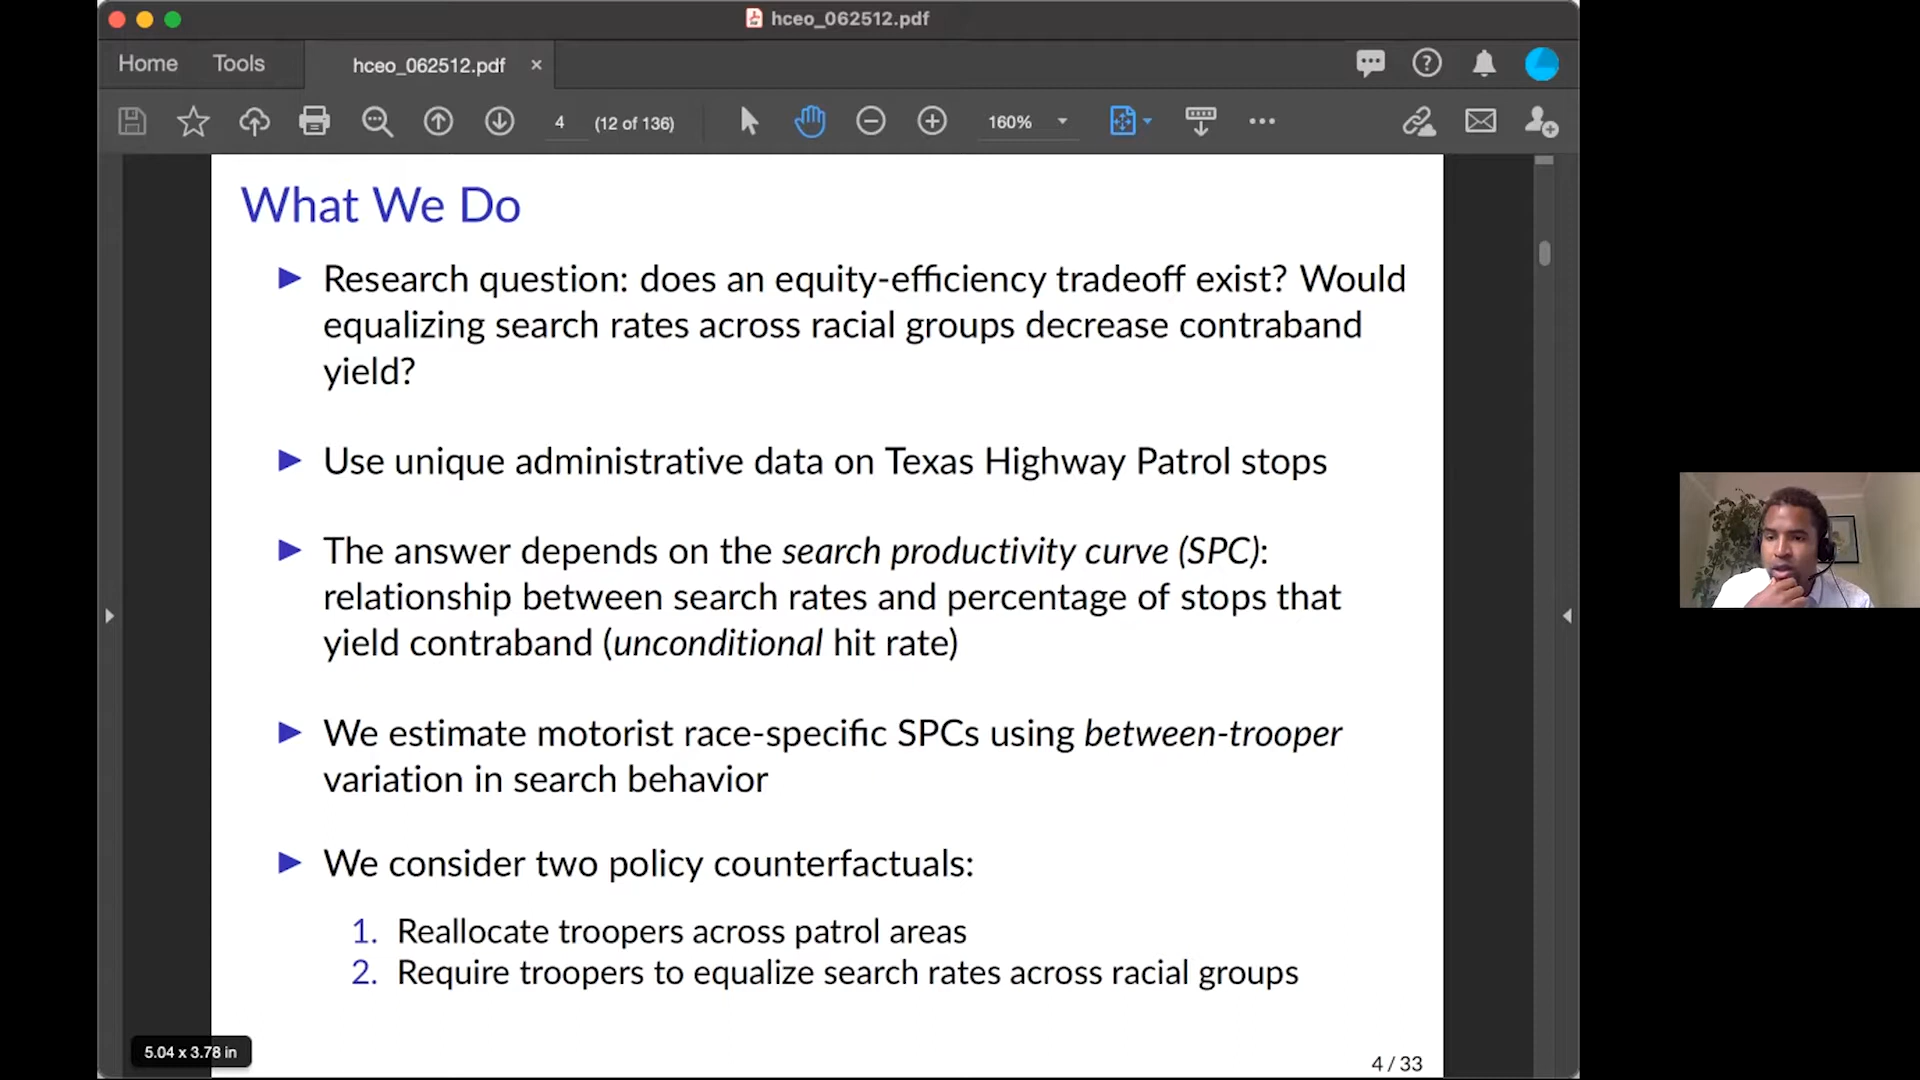 hceo_062512.pdf
Home Tools hceo_062512.pdf ×
4 (12 of 136) 160%
What We Do
▶ Research question: does an equity-efficiency tradeoff exist? Would
equalizing search rates across racial groups decrease contraband
yield?
▶ Use unique administrative data on Texas Highway Patrol stops
▶ The answer depends on the search productivity curve (SPC):
relationship between search rates and percentage of stops that
yield contraband (unconditional hit rate)
▶ We estimate motorist race-specific SPCs using between-trooper
variation in search behavior
▶ We consider two policy counterfactuals:
1. Reallocate troopers across patrol areas
2. Require troopers to equalize search rates across racial groups
5.04 x 3.78 in
4 / 33